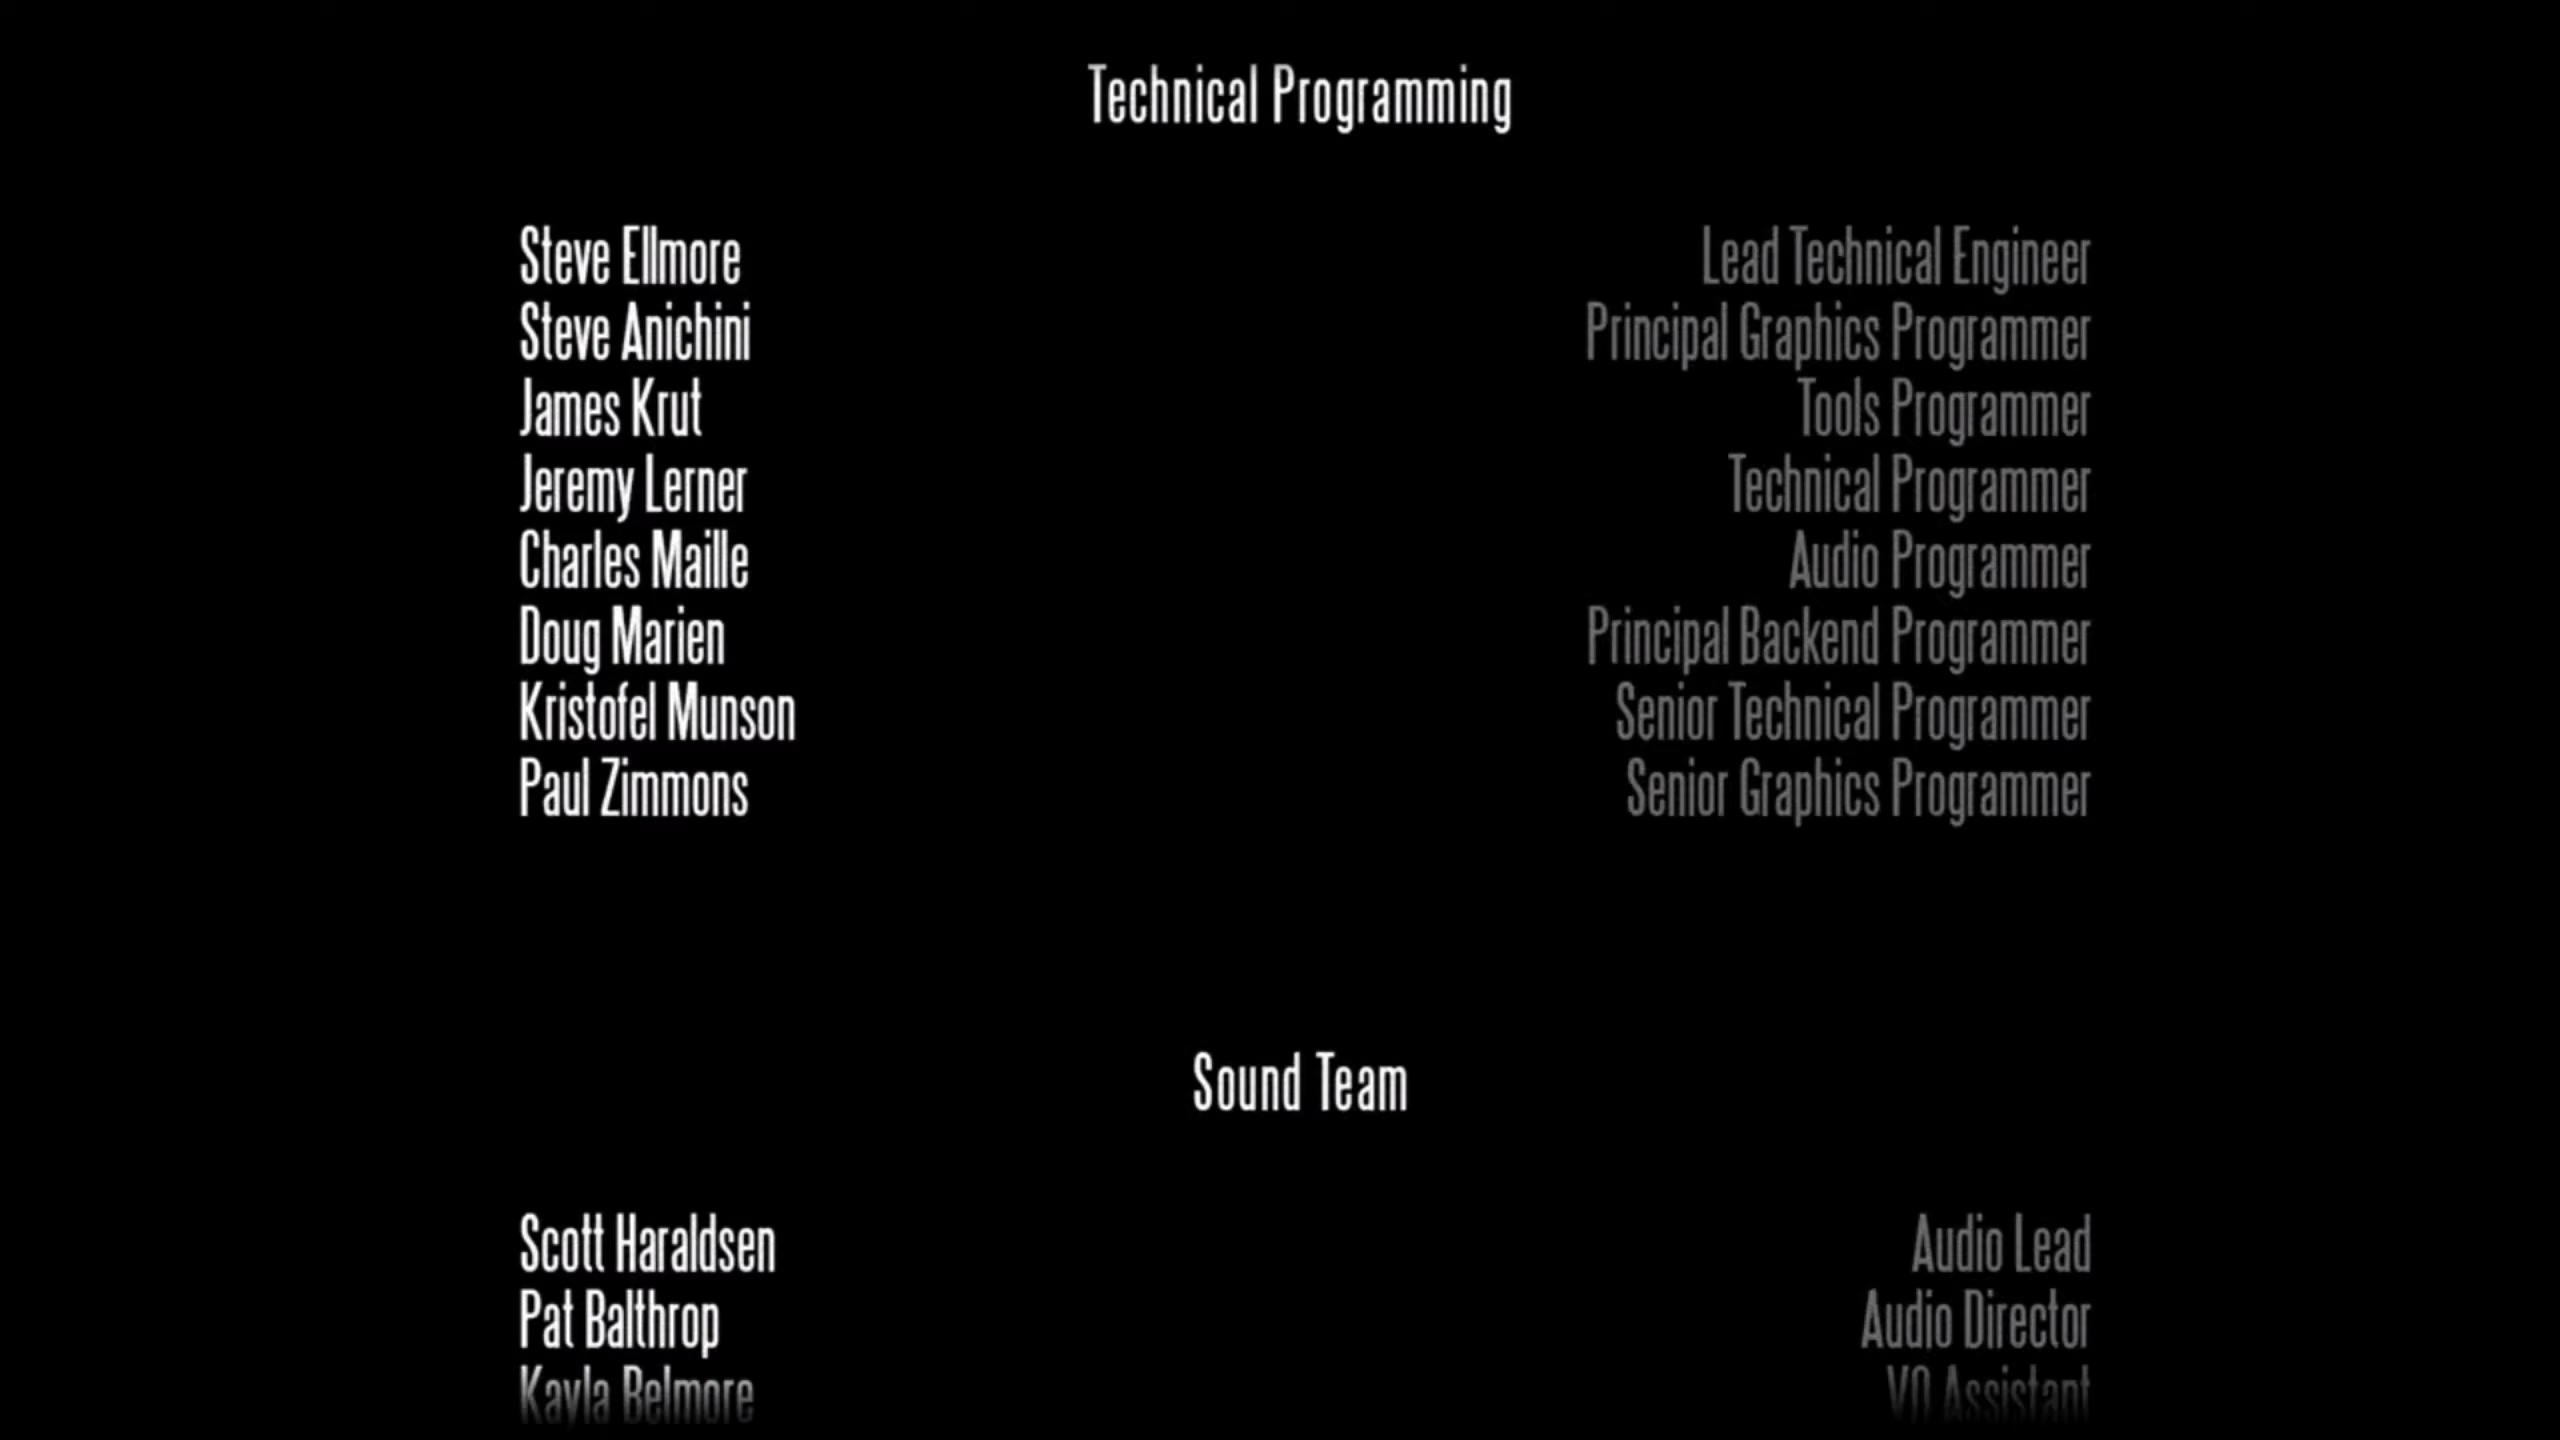 Technical Programming
Steve Ellmore Lead Technical Engineer
Steve Anichini Principal Graphics Programmer
James Krut Tools Programmer
Jeremy Lerner Technical Programmer
Charles Maille Audio Programmer
Doug Marien Principal Backend Programmer
Kristofel Munson Senior Technical Programmer
Paul Zimmons Senior Graphics Programmer
Sound Team
Scott Haraldsen Audio Lead
Pat Balthrop Audio Director
Kayla Belmore VO Assistant